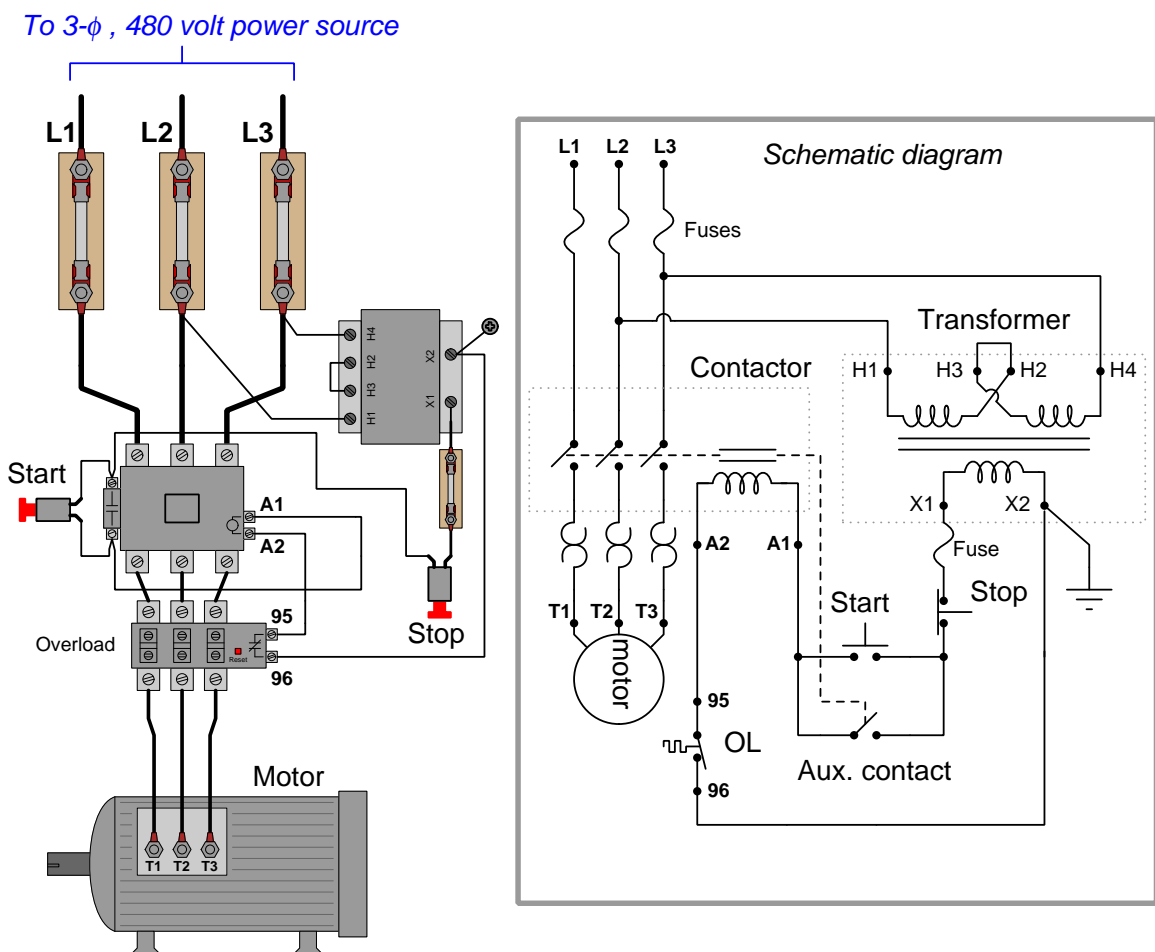 To 3-ϕ , 480 volt power source
L1 L2 L3
H4
H2
H3
H1
X2
X1
Start
A1
A2
Stop
95
Overload
Reset
96
Motor
T1 T2 T3
Schematic diagram
L1 L2 L3
Fuses
Transformer
Contactor
H1 H3 H2 H4
X1 X2
Fuse
A2 A1
Start Stop
T1 T2 T3
motor
95
OL
Aux. contact
96